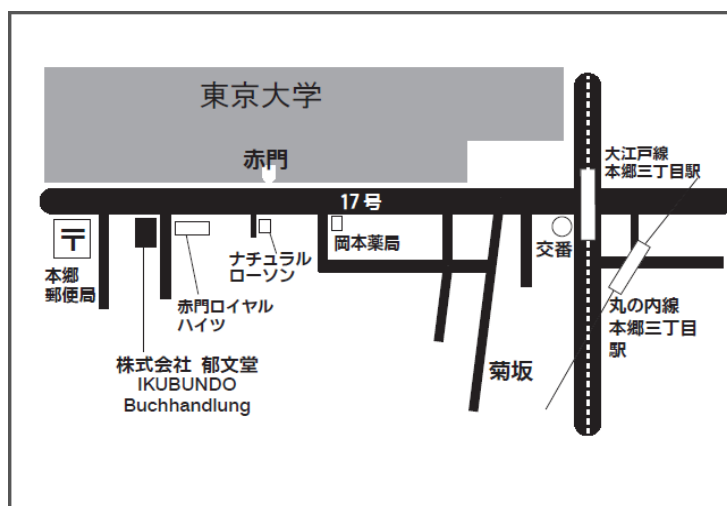 東京大学
赤門
17号
大江戸線
本郷三丁目駅
〒
本郷
郵便局
赤門ロイヤル
ハイツ
ナチュラル
ローソン
岡本薬局
交番
丸の内線
本郷三丁目
駅
菊坂
株式会社 郁文堂
IKUBUNDO
Buchhandlung